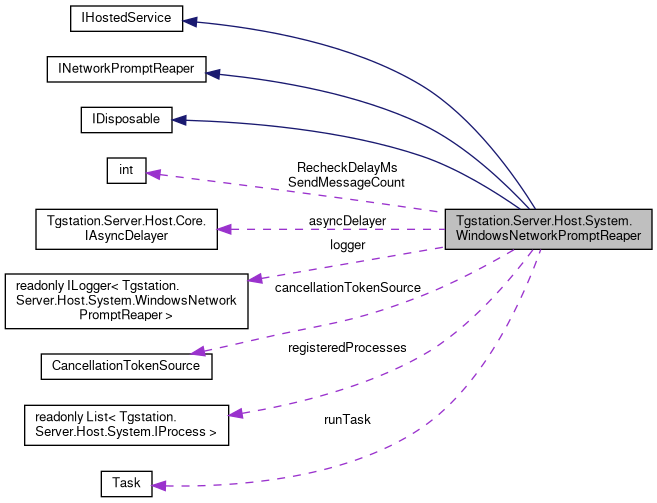 IHostedService
INetworkPromptReaper
IDisposable
int
RecheckDelayMs
SendMessageCount
Tgstation.Server.Host.Core.
IAsyncDelayer
asyncDelayer
Tgstation.Server.Host.System.
WindowsNetworkPromptReaper
logger
readonly ILogger< Tgstation.
Server.Host.System.WindowsNetwork
PromptReaper >
cancellationTokenSource
CancellationTokenSource
registeredProcesses
readonly List< Tgstation.
Server.Host.System.IProcess >
runTask
Task